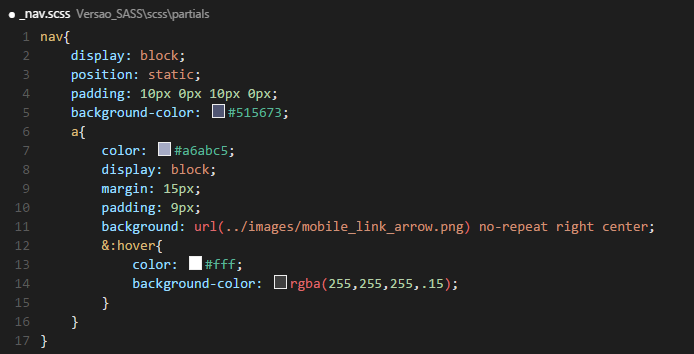 ● _nav.scss Versao_SASS\scss\partials
1 nav{
2     display: block;
3     position: static;
4     padding: 10px 0px 10px 0px;
5     background-color: #515673;
6     a{
7         color: #a6abc5;
8         display: block;
9         margin: 15px;
10         padding: 9px;
11         background: url(../images/mobile_link_arrow.png) no-repeat right center;
12         &:hover{
13             color: #fff;
14             background-color: rgba(255,255,255,.15);
15         }
16     }
17 }